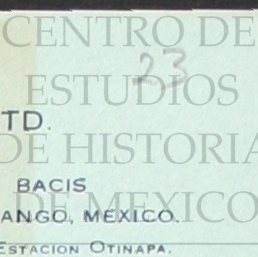 CENTRO DE
23
ESTUDIOS
TD.
DE HISTORIA
BACIS
DE MEXICO
ANGO, MEXICO.
ESTACION OTINAPA.